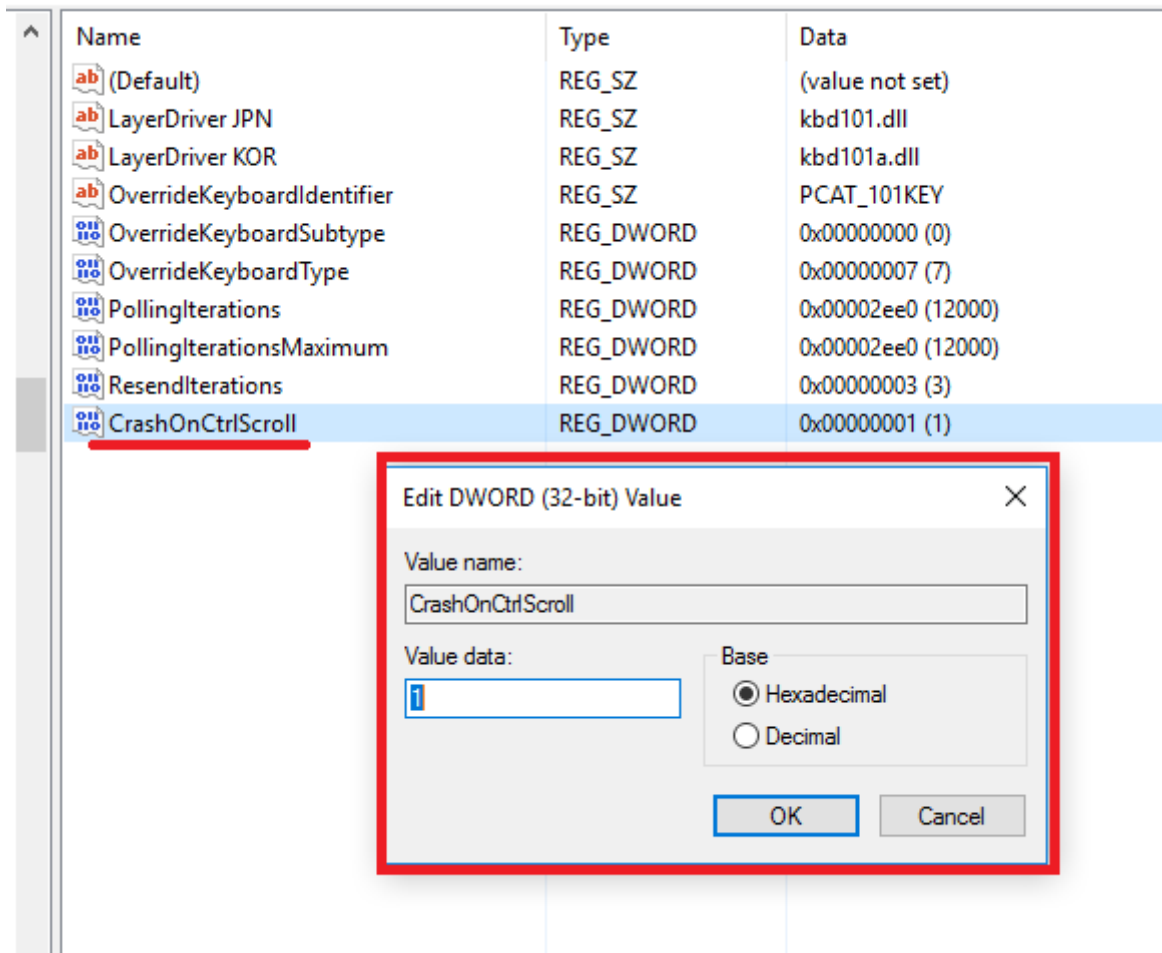 Name Type Data
(Default) REG_SZ (value not set)
LayerDriver JPN REG_SZ kbd101.dll
LayerDriver KOR REG_SZ kbd101a.dll
OverrideKeyboardIdentifier REG_SZ PCAT_101KEY
OverrideKeyboardSubtype REG_DWORD 0x00000000 (0)
OverrideKeyboardType REG_DWORD 0x00000007 (7)
PollingIterations REG_DWORD 0x00002ee0 (12000)
PollingIterationsMaximum REG_DWORD 0x00002ee0 (12000)
ResendIterations REG_DWORD 0x00000003 (3)
CrashOnCtrlScroll REG_DWORD 0x00000001 (1)
Edit DWORD (32-bit) Value
Value name:
CrashOnCtrlScroll
Value data: Base
1 Hexadecimal
Decimal
OK Cancel